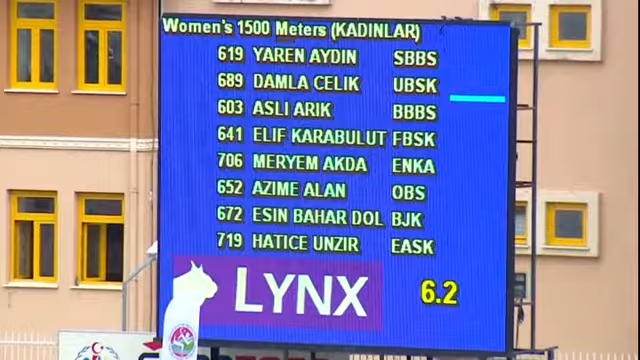 Women's 1500 Meters (KADINLAR)
619 YAREN AYDIN SBBS
689 DAMLA CELIK UBSK
603 ASLI ARIK BBBS
641 ELIF KARABULUT FBSK
706 MERYEM AKDA ENKA
652 AZIME ALAN OBS
672 ESIN BAHAR DOL BJK
719 HATICE UNZIR EASK
LYNX 6.2